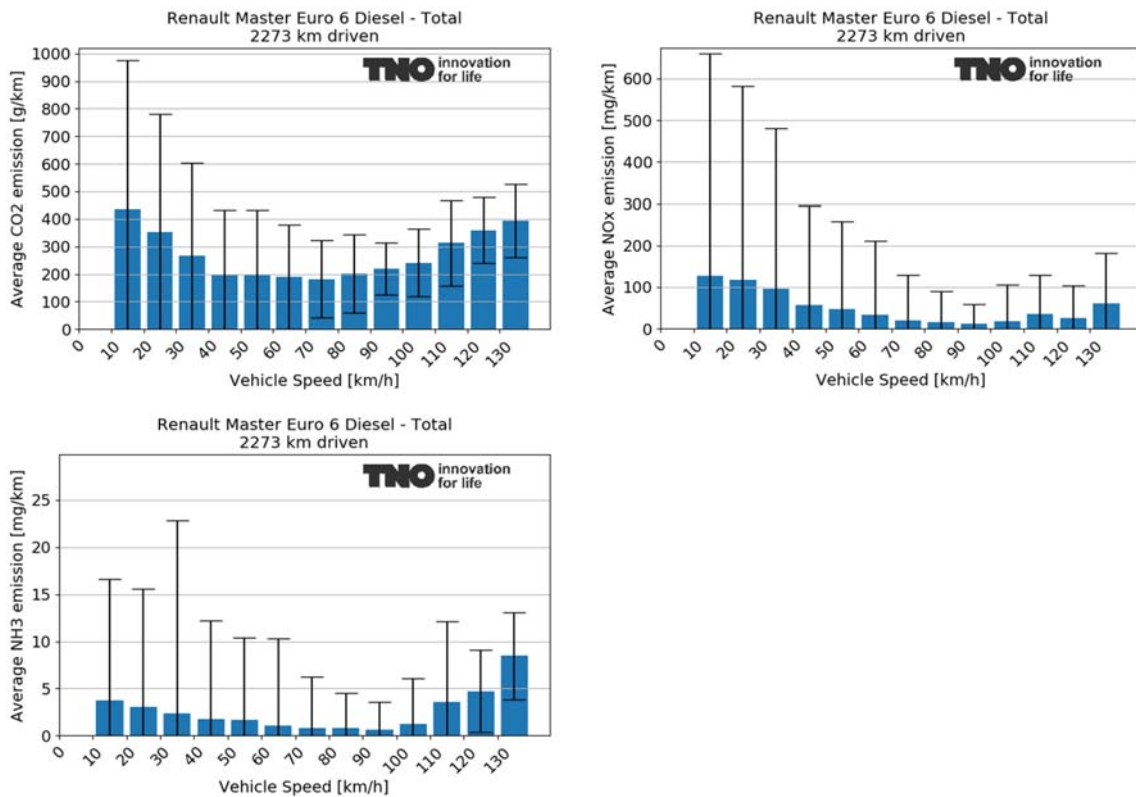 Renault Master Euro 6 Diesel - Total
2273 km driven
TNO innovation
for life
Average CO2 emission [g/km]
1000
900
800
700
600
500
400
300
200
100
0
0 10 20 30 40 50 60 70 80 90 100 110 120 130
Vehicle Speed [km/h]
Renault Master Euro 6 Diesel - Total
2273 km driven
TNO innovation
for life
Average NOx emission [mg/km]
600
500
400
300
200
100
0
0 10 20 30 40 50 60 70 80 90 100 110 120 130
Vehicle Speed [km/h]
Renault Master Euro 6 Diesel - Total
2273 km driven
TNO innovation
for life
Average NH3 emission [mg/km]
25
20
15
10
5
0
0 10 20 30 40 50 60 70 80 90 100 110 120 130
Vehicle Speed [km/h]